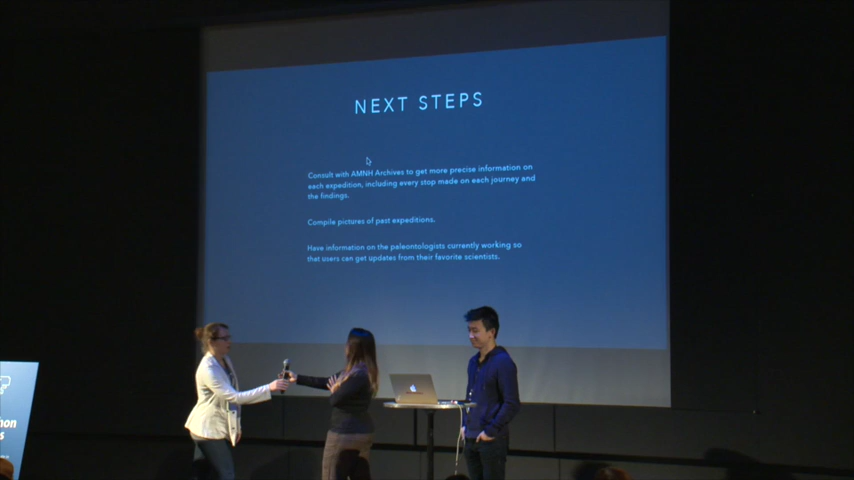 NEXT STEPS
Consult with AMNH Archives to get more precise information on
each expedition, including every stop made on each journey and
the findings.
Compile pictures of past expeditions.
Have information on the paleontologists currently working so
that users can get updates from their favorite scientists.